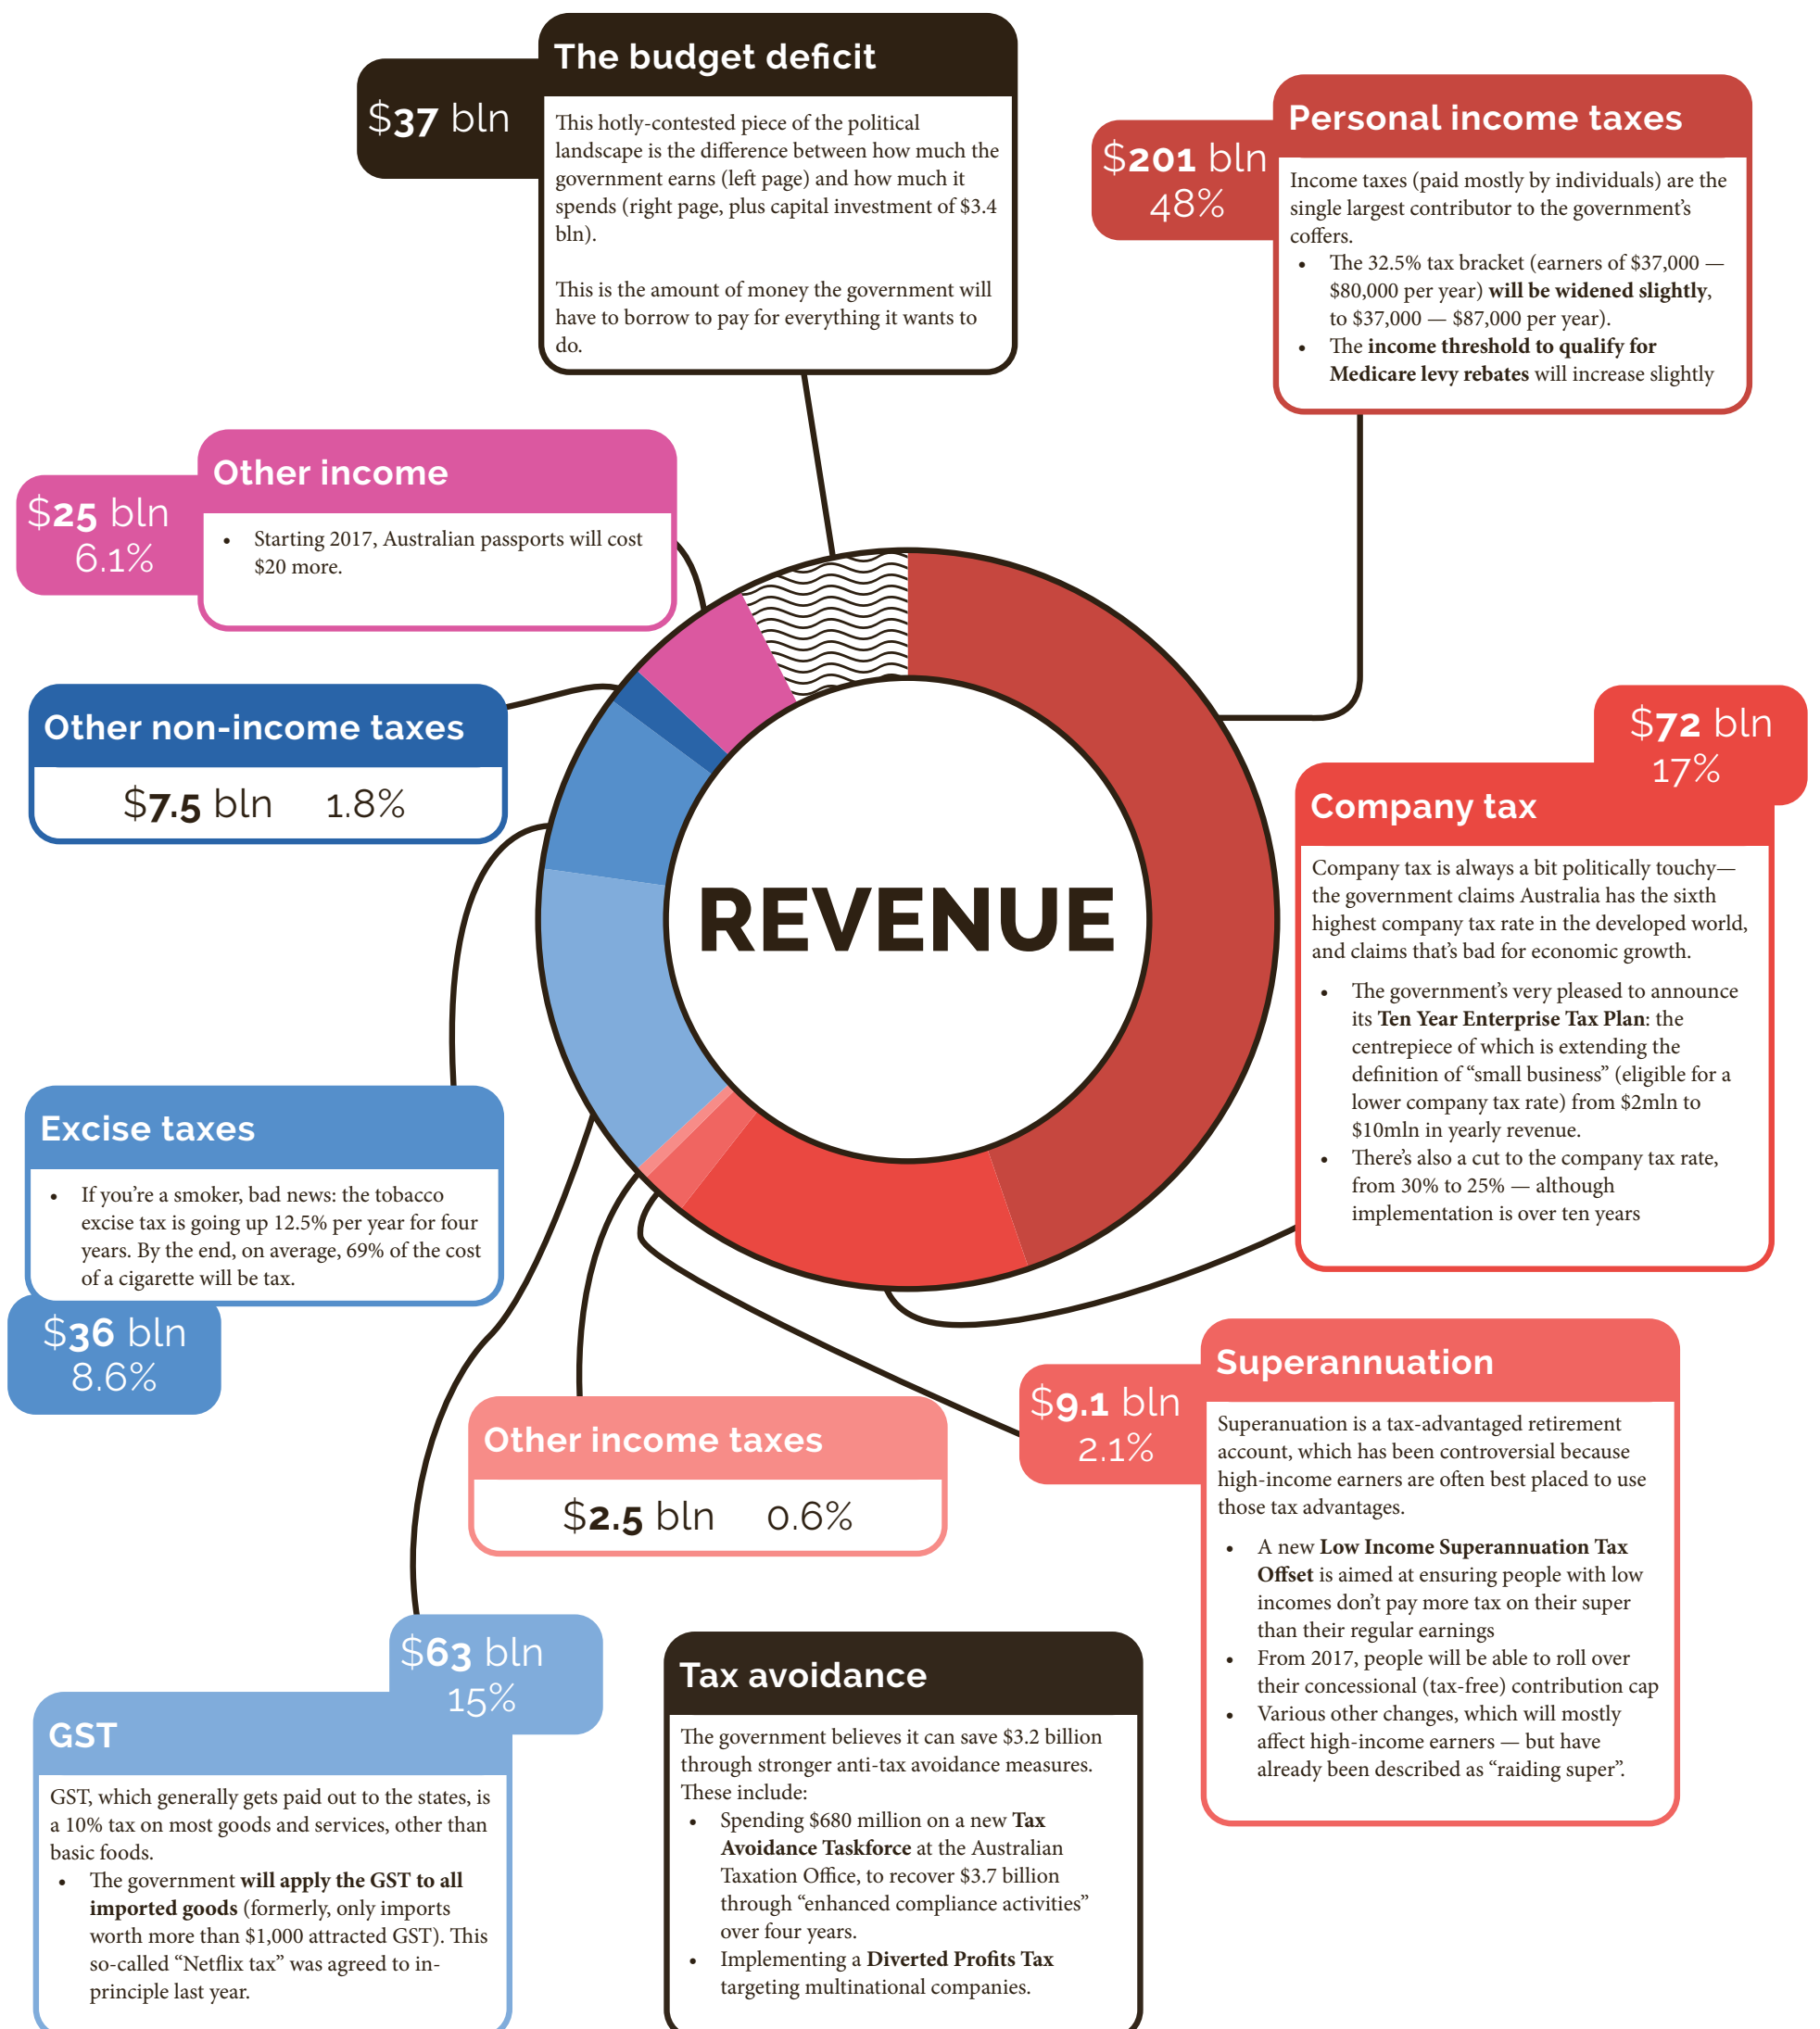 The budget deficit
$37 bln
This hotly-contested piece of the political
landscape is the difference between how much the
government earns (left page) and how much it
spends (right page, plus capital investment of $3.4
bln).
This is the amount of money the government will
have to borrow to pay for everything it wants to
do.
Personal income taxes
$201 bln
48%
Income taxes (paid mostly by individuals) are the
single largest contributor to the government’s
coffers.
• The 32.5% tax bracket (earners of $37,000 —
$80,000 per year) will be widened slightly,
to $37,000 — $87,000 per year).
• The income threshold to qualify for
Medicare levy rebates will increase slightly
Other income
$25 bln
6.1%
• Starting 2017, Australian passports will cost
$20 more.
Other non-income taxes
$7.5 bln 1.8%
REVENUE
$72 bln
17%
Company tax
Company tax is always a bit politically touchy—
the government claims Australia has the sixth
highest company tax rate in the developed world,
and claims that’s bad for economic growth.
• The government’s very pleased to announce
its Ten Year Enterprise Tax Plan: the
centrepiece of which is extending the
definition of “small business” (eligible for a
lower company tax rate) from $2mln to
$10mln in yearly revenue.
• There’s also a cut to the company tax rate,
from 30% to 25% — although
implementation is over ten years
Excise taxes
• If you’re a smoker, bad news: the tobacco
excise tax is going up 12.5% per year for four
years. By the end, on average, 69% of the cost
of a cigarette will be tax.
$36 bln
8.6%
Other income taxes
$2.5 bln 0.6%
Superannuation
$9.1 bln
2.1%
Superanuation is a tax-advantaged retirement
account, which has been controversial because
high-income earners are often best placed to use
those tax advantages.
• A new Low Income Superannuation Tax
Offset is aimed at ensuring people with low
incomes don’t pay more tax on their super
than their regular earnings
• From 2017, people will be able to roll over
their concessional (tax-free) contribution cap
• Various other changes, which will mostly
affect high-income earners — but have
already been described as “raiding super”.
$63 bln
15%
GST
GST, which generally gets paid out to the states, is
a 10% tax on most goods and services, other than
basic foods.
• The government will apply the GST to all
imported goods (formerly, only imports
worth more than $1,000 attracted GST). This
so-called “Netflix tax” was agreed to in-
principle last year.
Tax avoidance
The government believes it can save $3.2 billion
through stronger anti-tax avoidance measures.
These include:
• Spending $680 million on a new Tax
Avoidance Taskforce at the Australian
Taxation Office, to recover $3.7 billion
through “enhanced compliance activities”
over four years.
• Implementing a Diverted Profits Tax
targeting multinational companies.